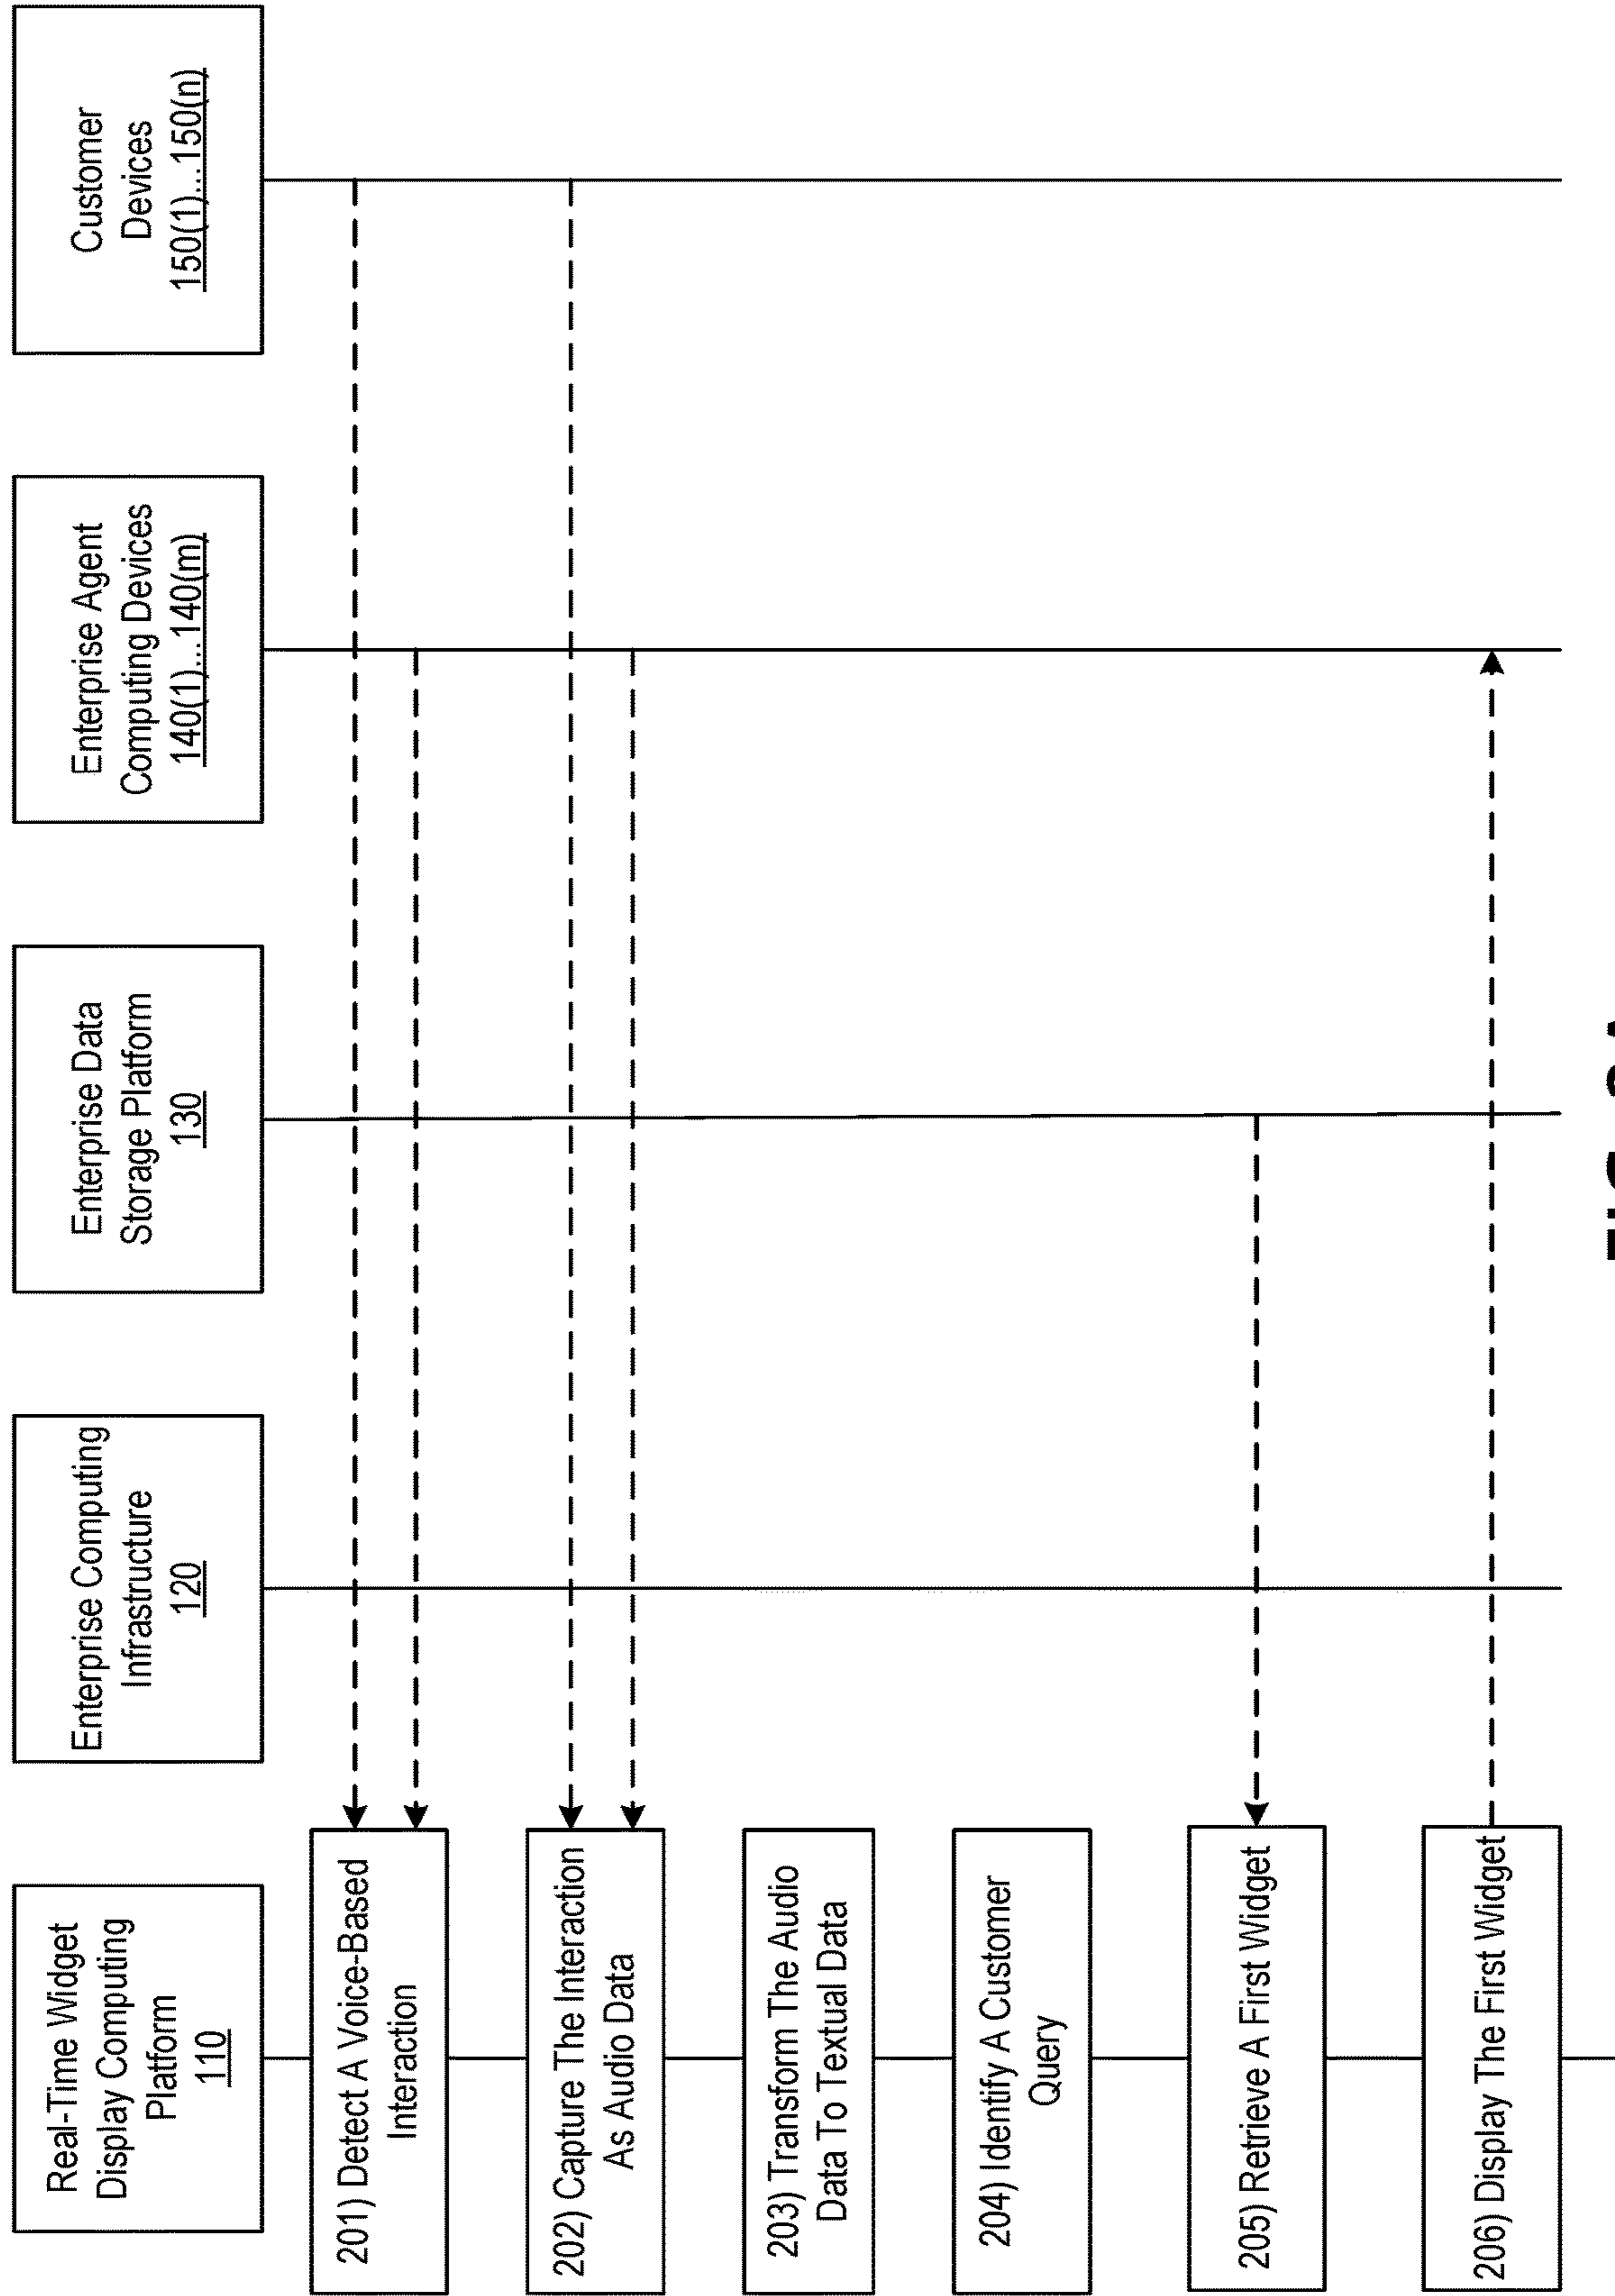 Real-Time Widget
Display Computing
Platform
110
Enterprise Computing
Infrastructure
120
Enterprise Data
Storage Platform
130
Enterprise Agent
Computing Devices
140(1)...140(m)
Customer
Devices
150(1)...150(n)
201) Detect A Voice-Based
Interaction
202) Capture The Interaction
As Audio Data
203) Transform The Audio
Data To Textual Data
204) Identify A Customer
Query
205) Retrieve A First Widget
206) Display The First Widget